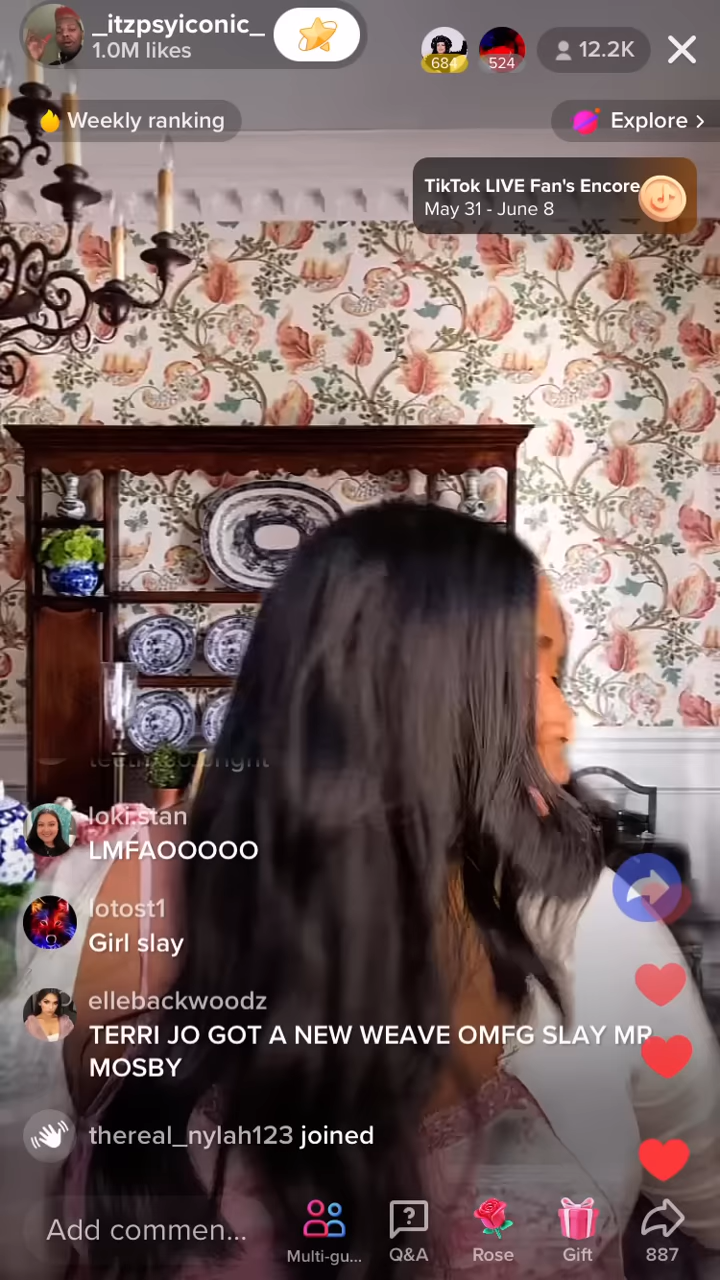 _itzpsyiconic_
1.0M likes
684
524
12.2K
Weekly ranking
Explore >
TikTok LIVE Fan's Encore
May 31 - June 8
loki.stan
LMFAOOOOO
lotost1
Girl slay
ellebackwoodz
TERRI JO GOT A NEW WEAVE OMFG SLAY MR
MOSBY
thereal_nylah123 joined
Add commen...
Multi-gu...
Q&A
Rose
Gift
887